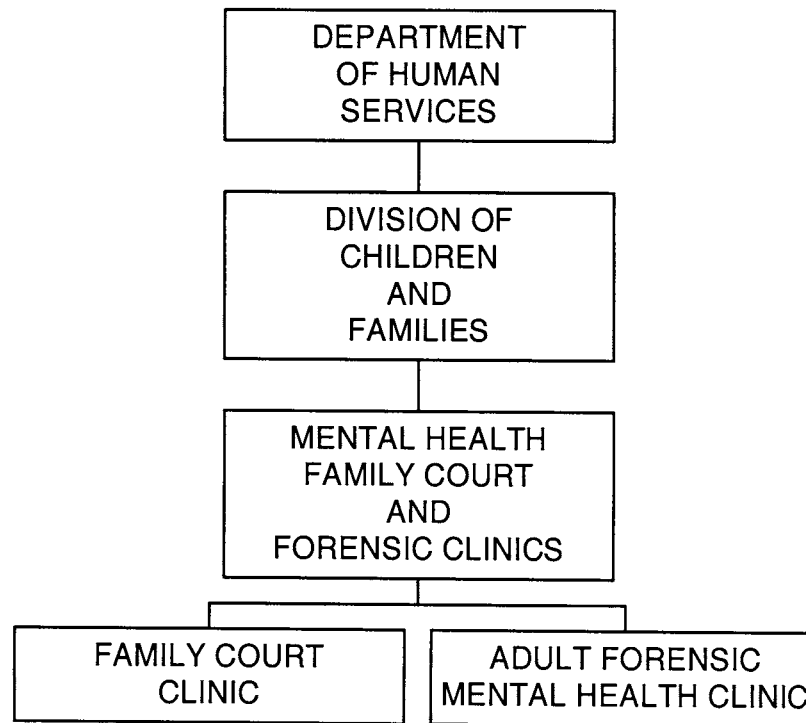 DEPARTMENT
OF HUMAN
SERVICES
DIVISION OF
CHILDREN
AND
FAMILIES
MENTAL HEALTH
FAMILY COURT
AND
FORENSIC CLINICS
FAMILY COURT
CLINIC
ADULT FORENSIC
MENTAL HEALTH CLINIC